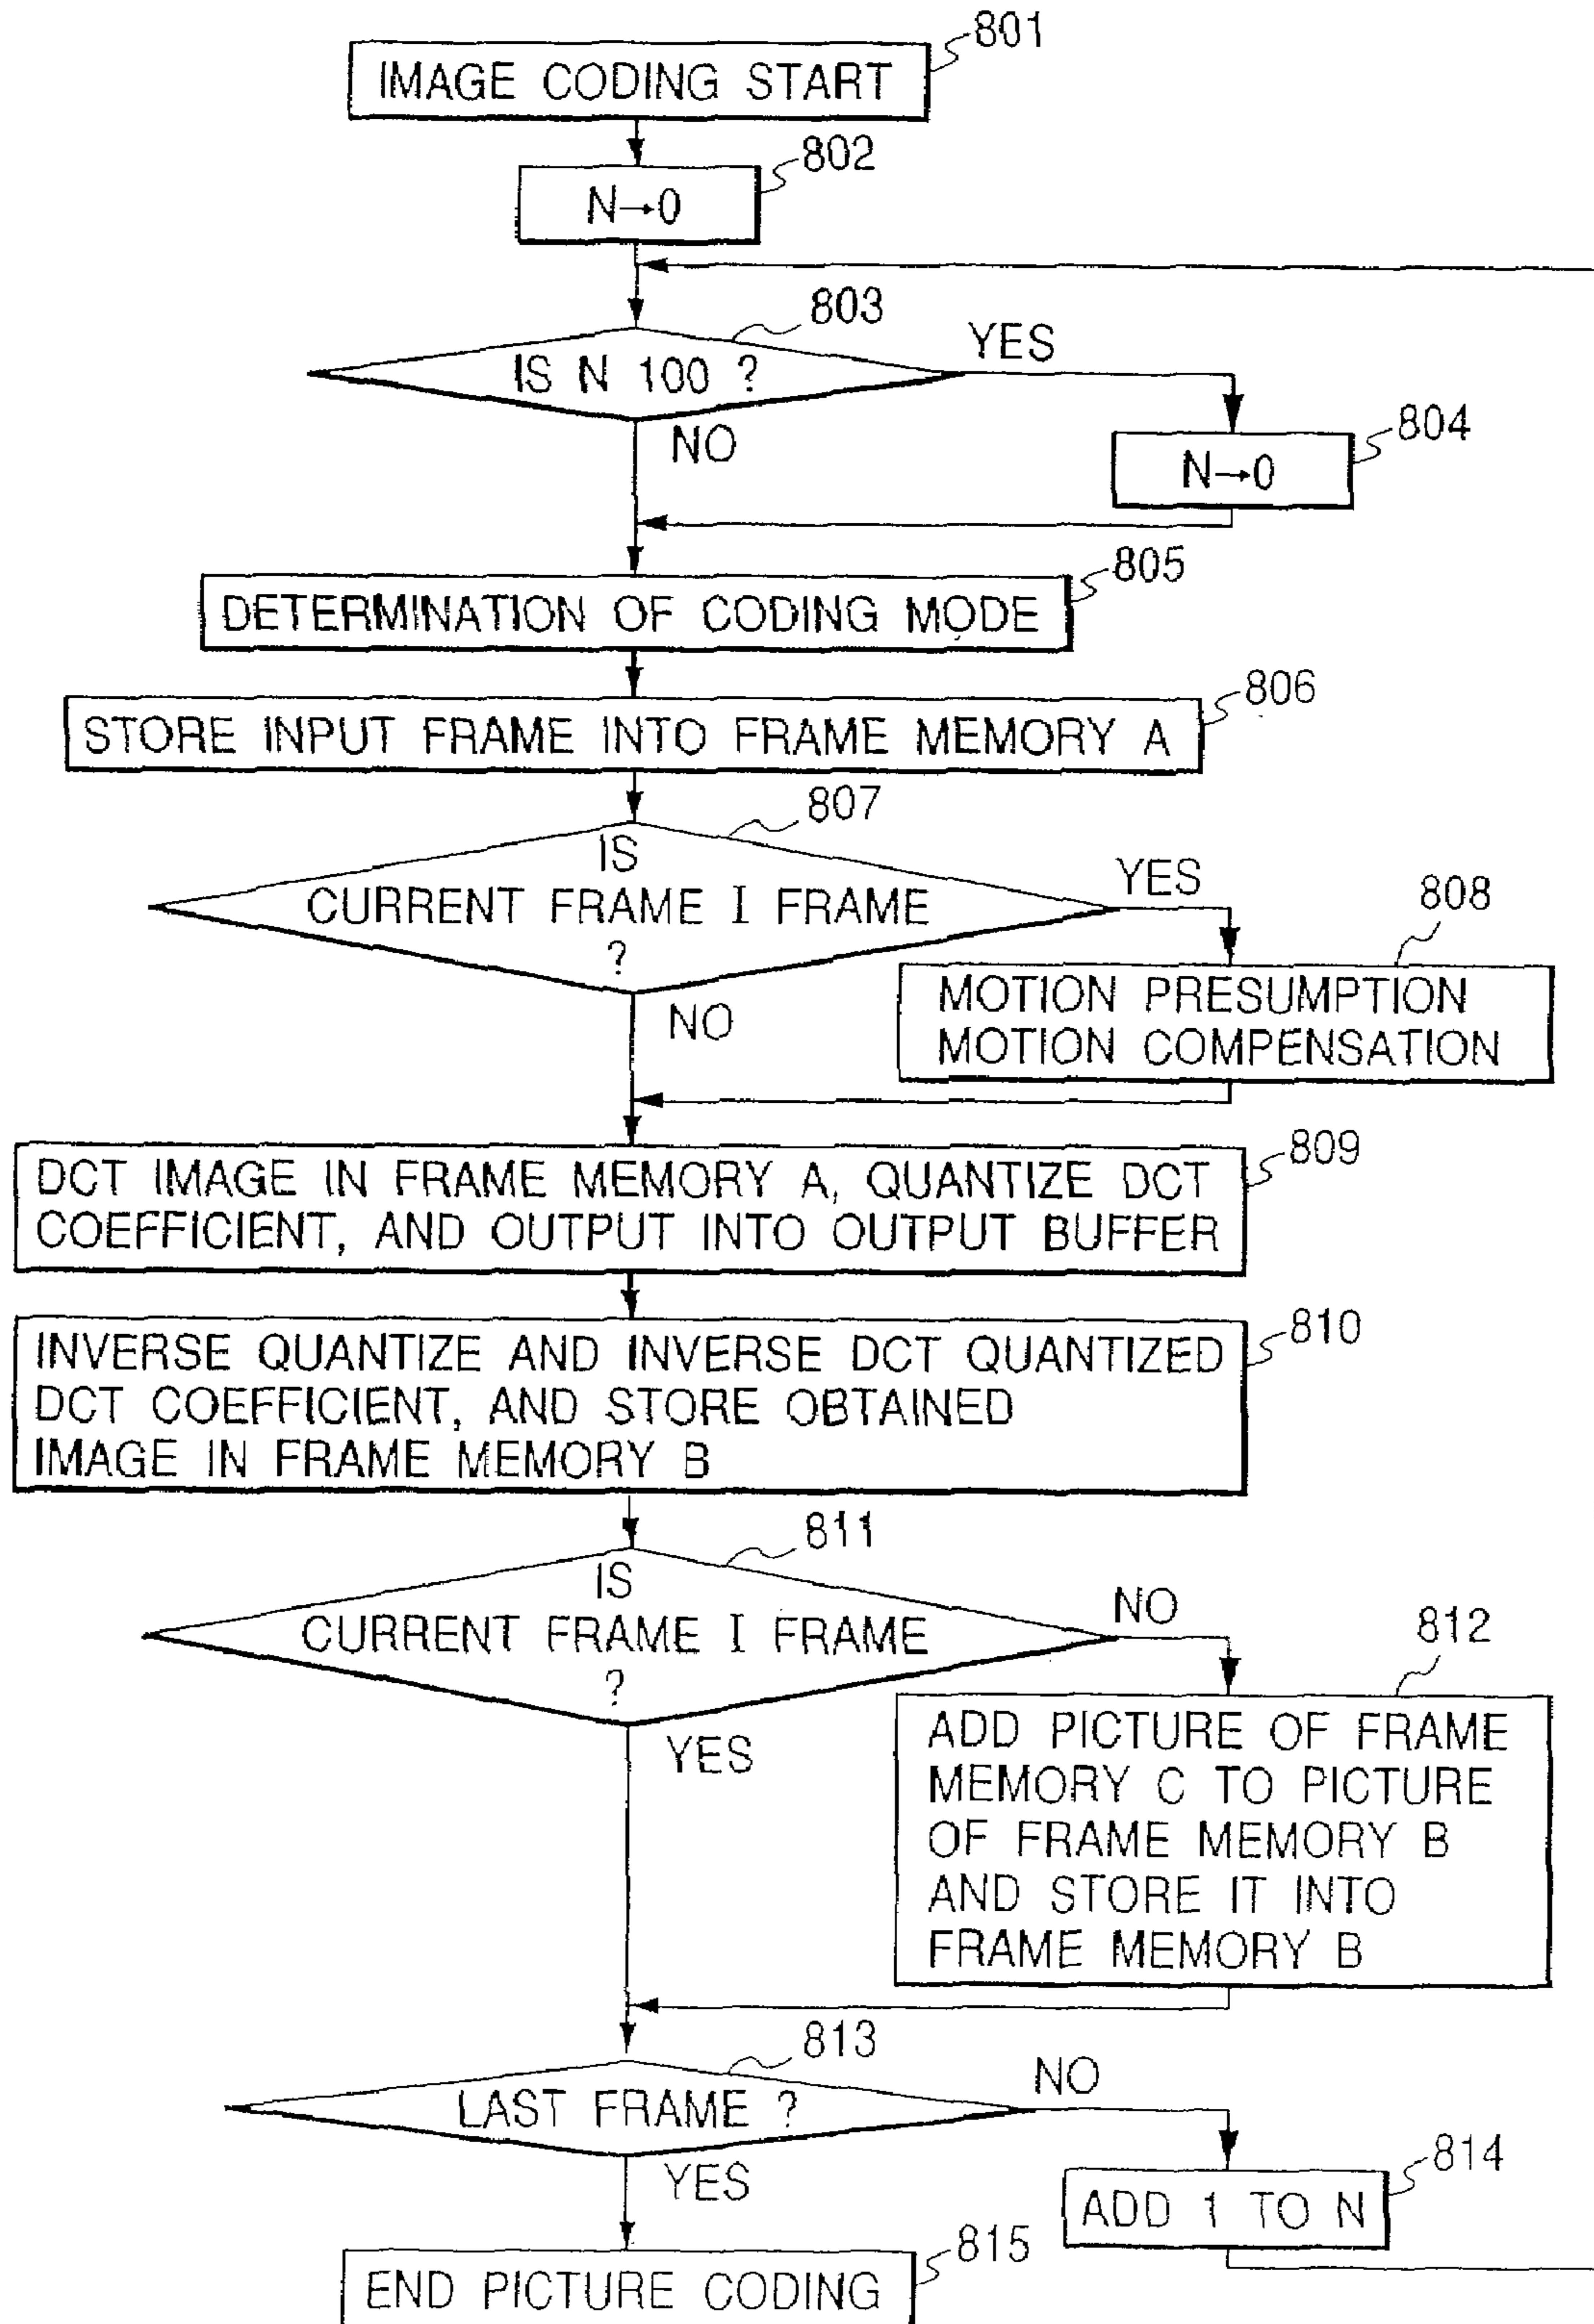 801
IMAGE CODING START
802
N→0
803
IS N 100 ?
YES
NO
804
N→0
805
DETERMINATION OF CODING MODE
806
STORE INPUT FRAME INTO FRAME MEMORY A
807
IS
CURRENT FRAME I FRAME
?
YES
NO
808
MOTION PRESUMPTION
MOTION COMPENSATION
809
DCT IMAGE IN FRAME MEMORY A, QUANTIZE DCT
COEFFICIENT, AND OUTPUT INTO OUTPUT BUFFER
810
INVERSE QUANTIZE AND INVERSE DCT QUANTIZED
DCT COEFFICIENT, AND STORE OBTAINED
IMAGE IN FRAME MEMORY B
811
IS
CURRENT FRAME I FRAME
?
NO
YES
812
ADD PICTURE OF FRAME
MEMORY C TO PICTURE
OF FRAME MEMORY B
AND STORE IT INTO
FRAME MEMORY B
813
LAST FRAME ?
NO
YES
814
ADD 1 TO N
815
END PICTURE CODING